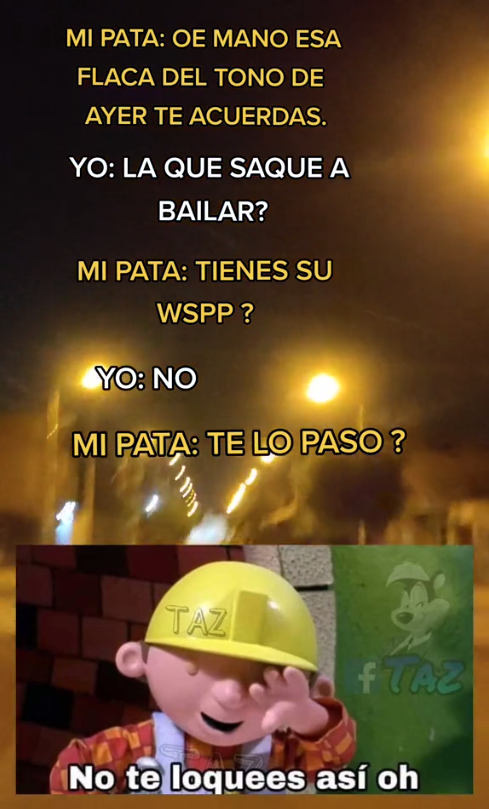 MI PATA: OE MANO ESA
FLACA DEL TONO DE
AYER TE ACUERDAS.
YO: LA QUE SAQUE A
BAILAR?
MI PATA: TIENES SU
WSPP ?
YO: NO
MI PATA: TE LO PASO ?
TAZ
f TAZ
TAZ
No te loquees así oh